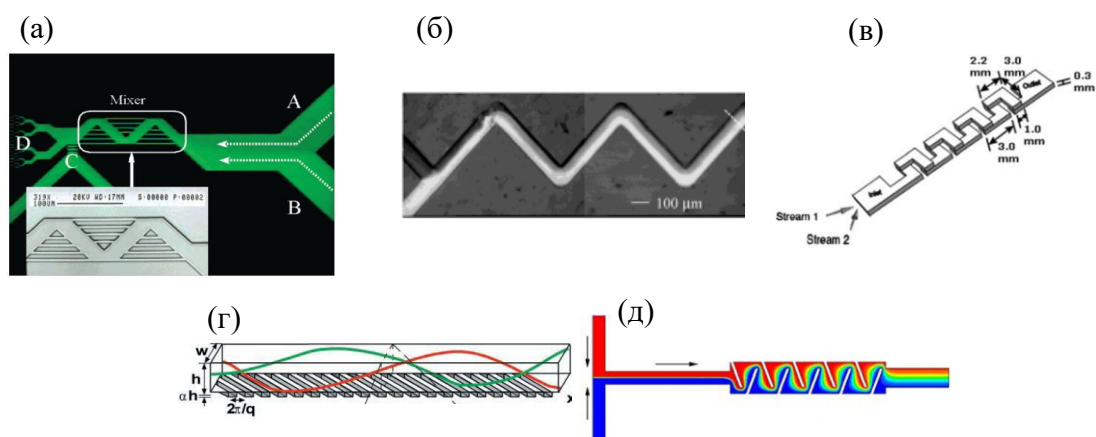 (а)
Mixer
A
D
C
B
319X 20KV WD:17MM S:00000 P:00002
100UM
(б)
100 μm
(в)
2.2 mm
3.0 mm
Outlet
0.3 mm
1.0 mm
3.0 mm
Inlet
Stream 1
Stream 2
(г)
w
h
αh
2π/q
x
(д)